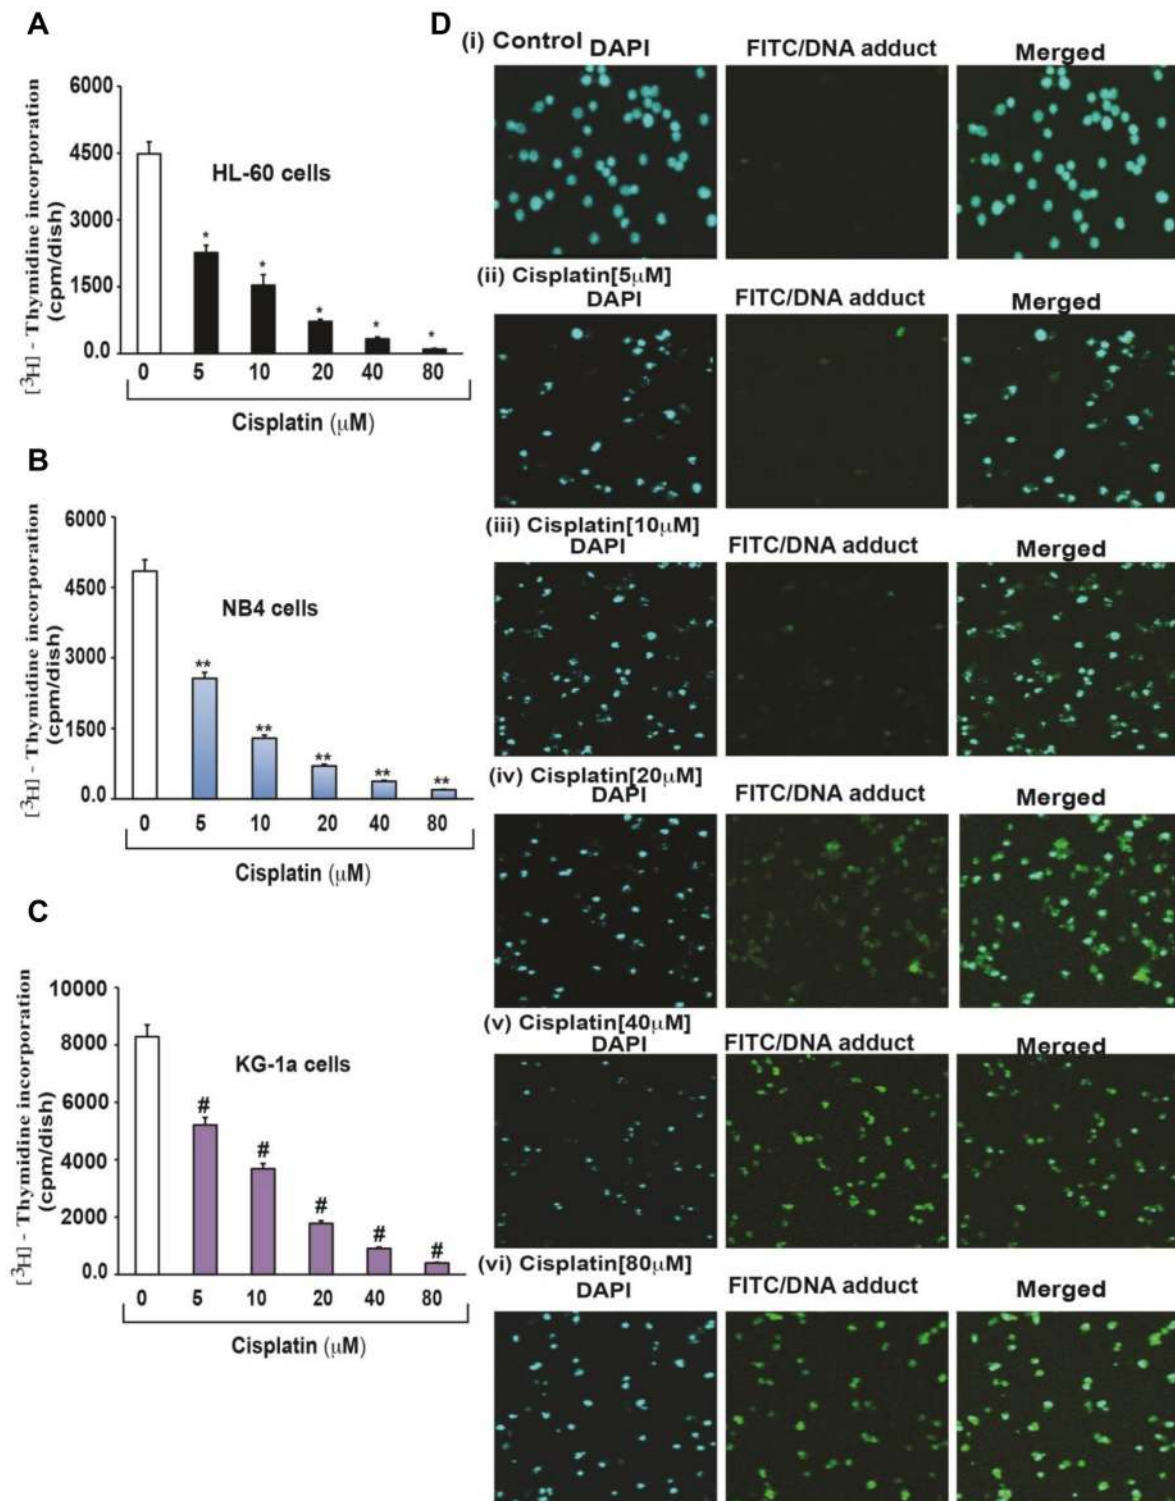 A
[3H] - Thymidine incorporation
(cpm/dish)
6000
4500
3000
1500
0.0
HL-60 cells
* * * * *
0 5 10 20 40 80
Cisplatin (μM)
B
[3H] - Thymidine incorporation
(cpm/dish)
6000
4500
3000
1500
0.0
NB4 cells
** ** ** ** **
0 5 10 20 40 80
Cisplatin (μM)
C
[3H] - Thymidine incorporation
(cpm/dish)
10000
8000
6000
4000
2000
0.0
KG-1a cells
# # # # #
0 5 10 20 40 80
Cisplatin (μM)
D
(i) Control
DAPI FITC/DNA adduct Merged
(ii) Cisplatin[5μM]
DAPI FITC/DNA adduct Merged
(iii) Cisplatin[10μM]
DAPI FITC/DNA adduct Merged
(iv) Cisplatin[20μM]
DAPI FITC/DNA adduct Merged
(v) Cisplatin[40μM]
DAPI FITC/DNA adduct Merged
(vi) Cisplatin[80μM]
DAPI FITC/DNA adduct Merged